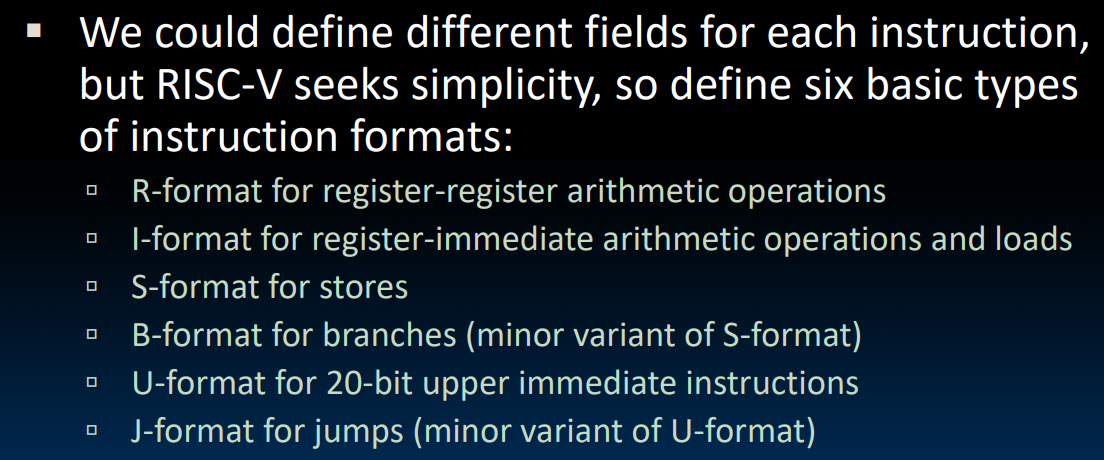 We could define different fields for each instruction,
but RISC-V seeks simplicity, so define six basic types
of instruction formats:
R-format for register-register arithmetic operations
I-format for register-immediate arithmetic operations and loads
S-format for stores
B-format for branches (minor variant of S-format)
U-format for 20-bit upper immediate instructions
J-format for jumps (minor variant of U-format)